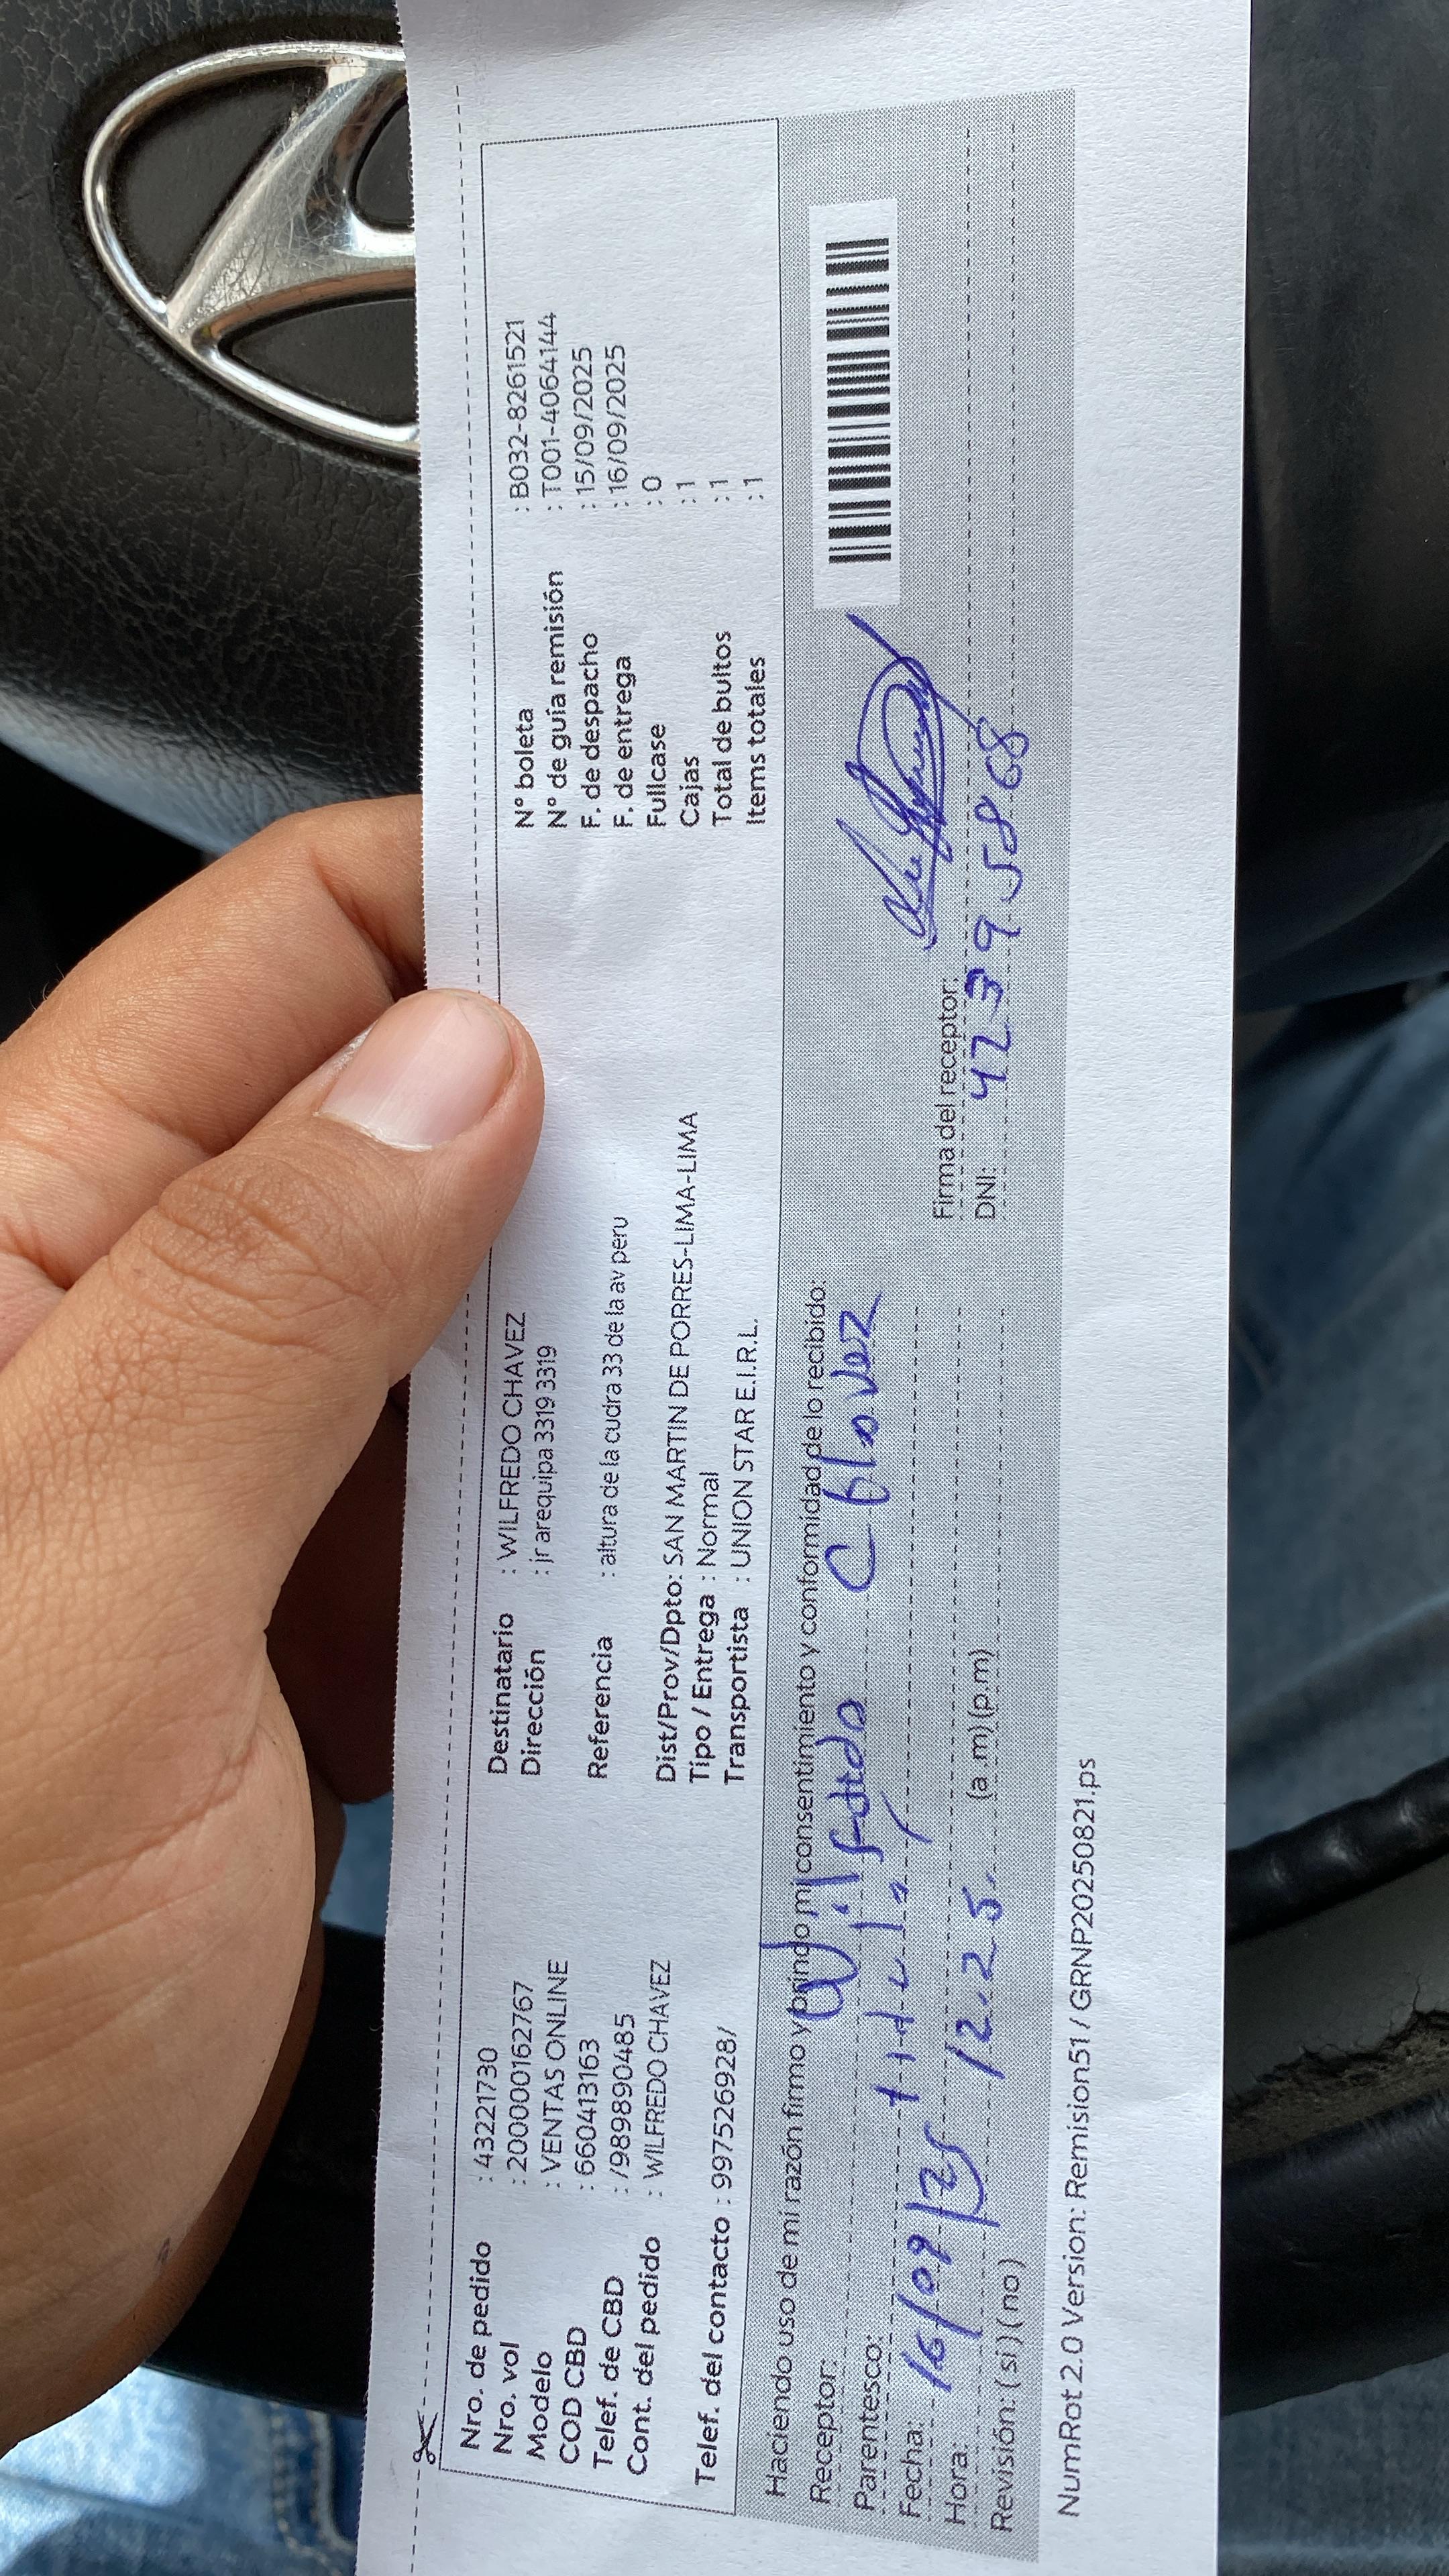 Nro. de pedido : 43221730
Nro. vol : 200000162767
Modelo : VENTAS ONLINE
COD CBD : 660413163
Telef. de CBD : /989890485
Cont. del pedido : WILFREDO CHAVEZ
Telef. del contacto : 997526928/
Destinatario : WILFREDO CHAVEZ
Dirección : jr arequipa 3319 3319
Referencia : altura de la cudra 33 de la av peru
Dist/Prov/Dpto: SAN MARTIN DE PORRES-LIMA-LIMA
Tipo / Entrega : Normal
Transportista : UNION STAR E.I.R.L.
N° boleta : B032-8261521
N° de guía remisión : T001-4064144
F. de despacho : 15/09/2025
F. de entrega : 16/09/2025
Fullcase : 0
Cajas : 1
Total de bultos : 1
Items totales : 1
Haciendo uso de mi razón firmo y brindo mi consentimiento y conformidad de lo recibido:
Receptor: Wilfredo Chavez
Parentesco: titular
Fecha: 16/09/25
Hora: 12.25 (a.m) (p.m)
Revisión: ( si ) ( no )
Firma del receptor:
DNI: 42395868
NumRot 2.0 Version: Remision51 / GRNP20250821.ps